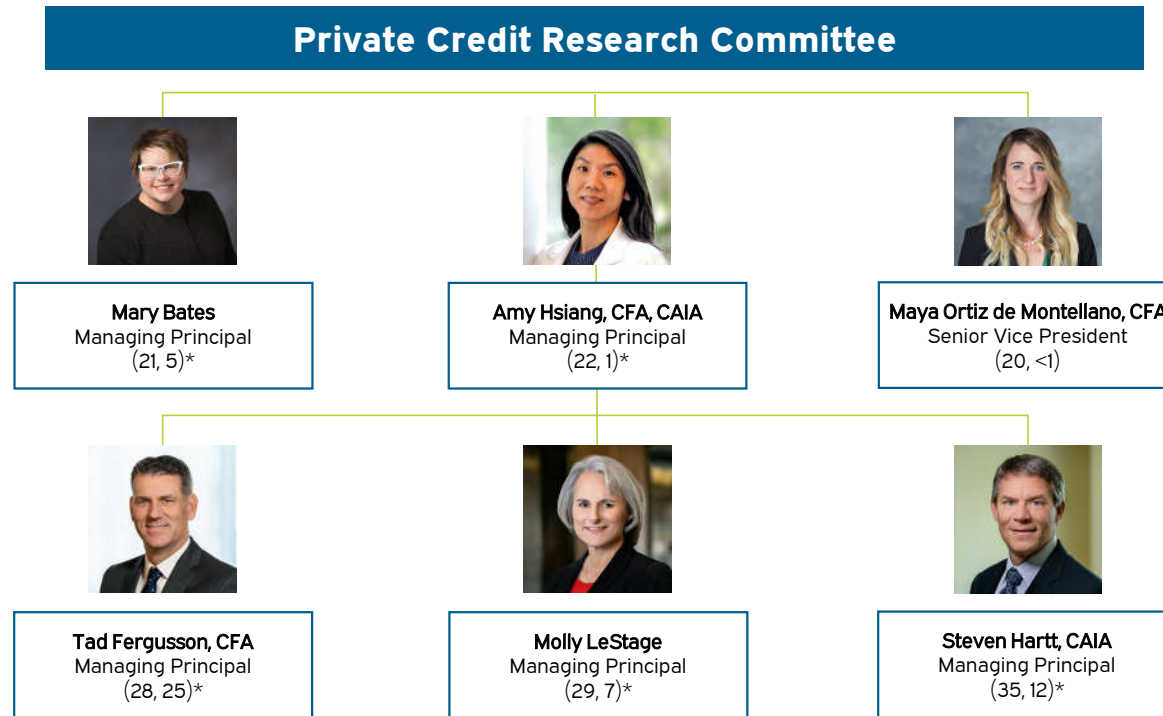 Private Credit Research Committee
Mary Bates
Managing Principal
(21, 5)*
Amy Hsiang, CFA, CAIA
Managing Principal
(22, 1)*
Maya Ortiz de Montellano, CFA
Senior Vice President
(20, <1)
Tad Fergusson, CFA
Managing Principal
(28, 25)*
Molly LeStage
Managing Principal
(29, 7)*
Steven Hartt, CAIA
Managing Principal
(35, 12)*